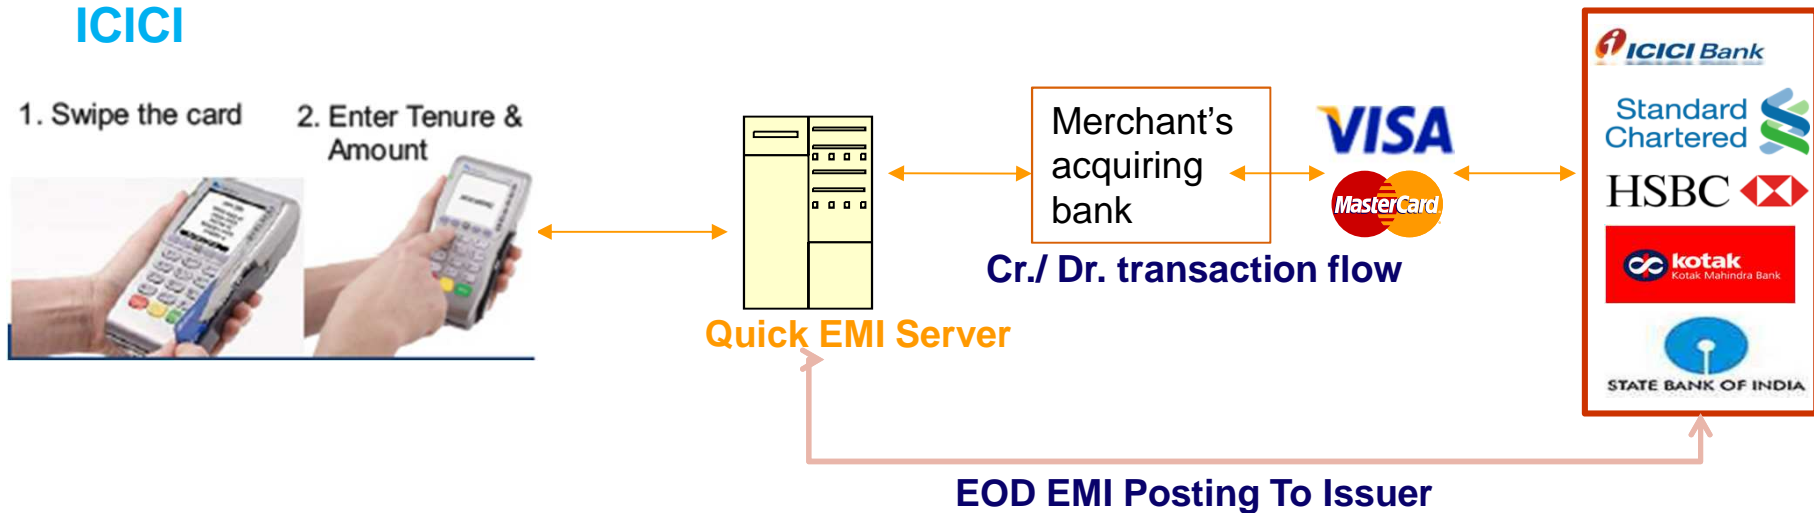 ICICI
1. Swipe the card
2. Enter Tenure &
Amount
Quick EMI Server
Merchant's
acquiring
bank
Cr./ Dr. transaction flow
VISA
MasterCard
i ICICI Bank
Standard
Chartered
HSBC
kotak
Kotak Mahindra Bank
STATE BANK OF INDIA
EOD EMI Posting To Issuer